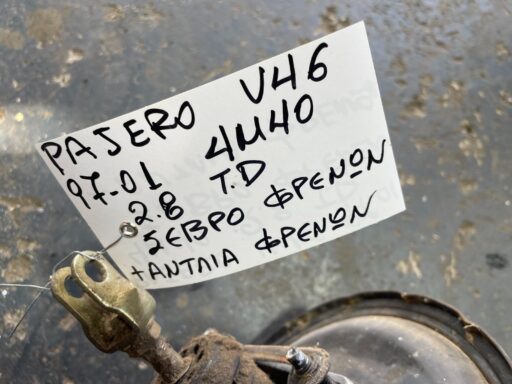 PAJERO V46
97-01 4M40
2.8 T.D
ΣΕΒΡΟ ΦΡΕΝΩΝ
+ΑΝΤΛΙΑ ΦΡΕΝΩΝ